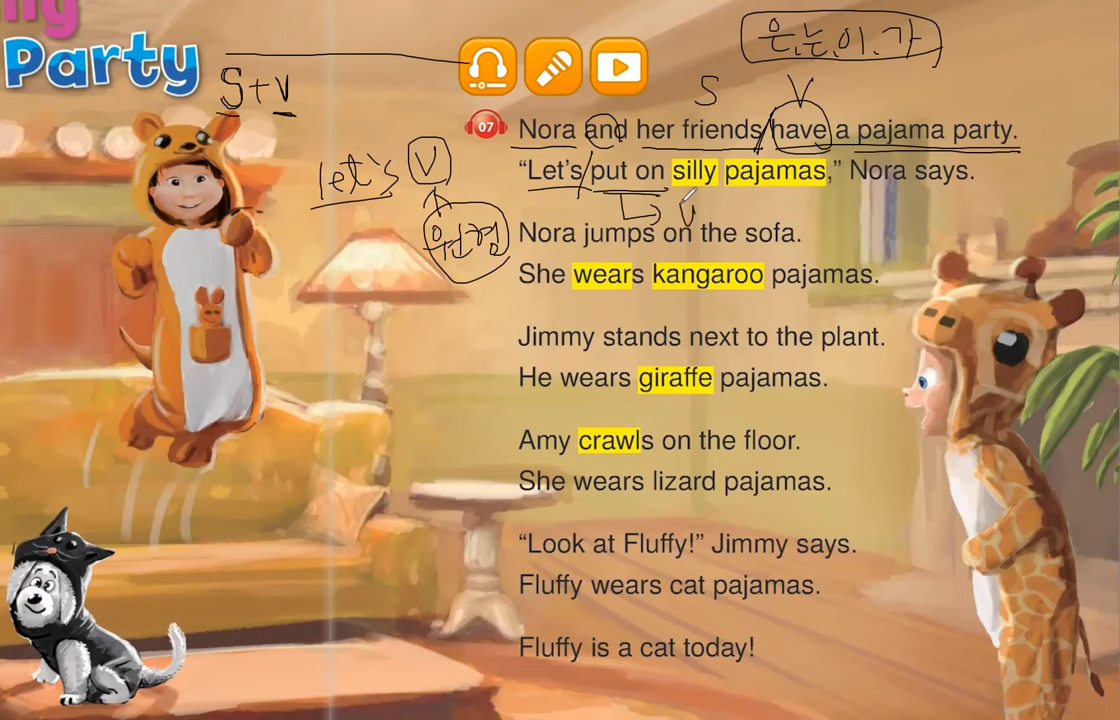 Party
S+V
은,는,이,가
S
V
07
Nora and her friends have a pajama party.
Let's V
원형
“Let's put on silly pajamas,” Nora says.
V
Nora jumps on the sofa.
She wears kangaroo pajamas.
Jimmy stands next to the plant.
He wears giraffe pajamas.
Amy crawls on the floor.
She wears lizard pajamas.
“Look at Fluffy!” Jimmy says.
Fluffy wears cat pajamas.
Fluffy is a cat today!